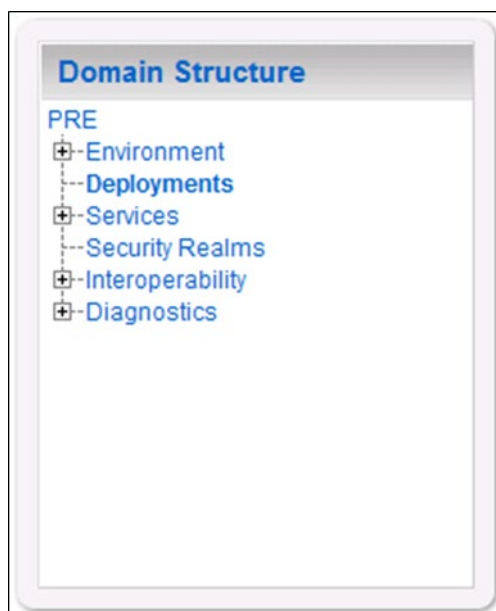 Domain Structure
PRE
Environment
Deployments
Services
Security Realms
Interoperability
Diagnostics